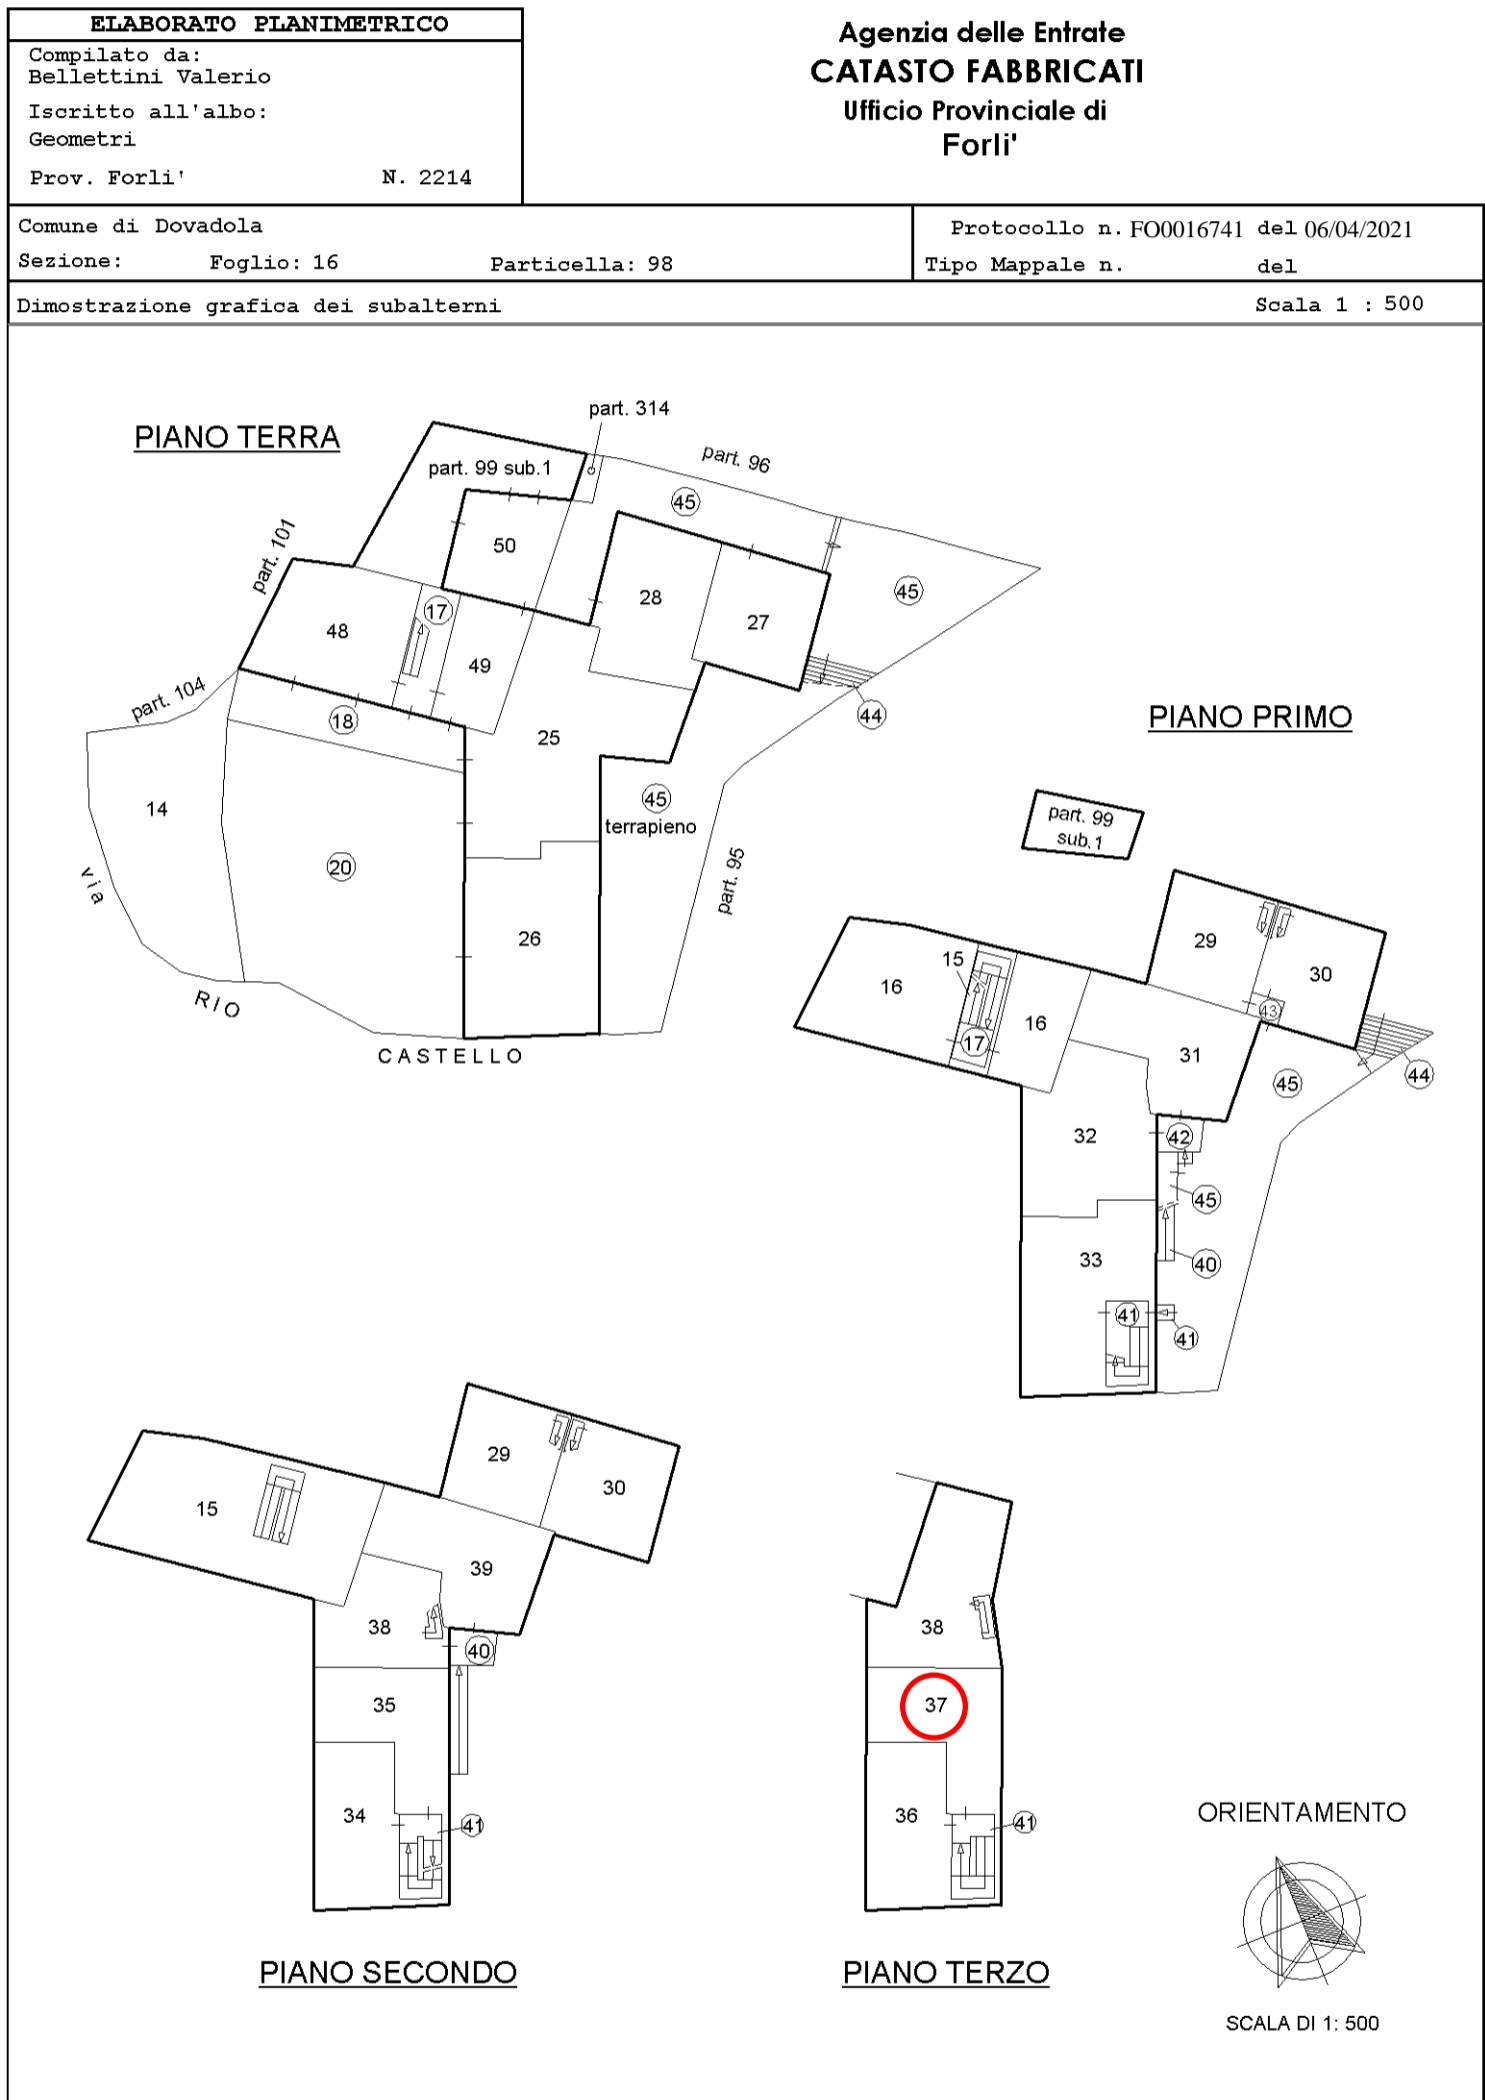 ELABORATO PLANIMETRICO
Compilato da:
Bellettini Valerio
Iscritto all'albo:
Geometri
Prov. Forli' N. 2214
Agenzia delle Entrate
CATASTO FABBRICATI
Ufficio Provinciale di
Forli'
Comune di Dovadola
Sezione: Foglio: 16 Particella: 98
Protocollo n. FO0016741 del 06/04/2021
Tipo Mappale n. del
Dimostrazione grafica dei subalterni Scala 1 : 500
PIANO TERRA
part. 314
part. 96
part. 99 sub.1
45
50
part. 101
45
28
17
27
48
49
part. 104
18
44
25
14
45
terrapieno
20
part. 95
via
26
RIO
CASTELLO
PIANO PRIMO
part. 99
sub.1
29
30
15
16
16
43
17
31
45
44
32
42
45
33
40
41
41
29
30
15
39
38
40
35
34
41
PIANO SECONDO
38
37
36
41
PIANO TERZO
ORIENTAMENTO
SCALA DI 1: 500